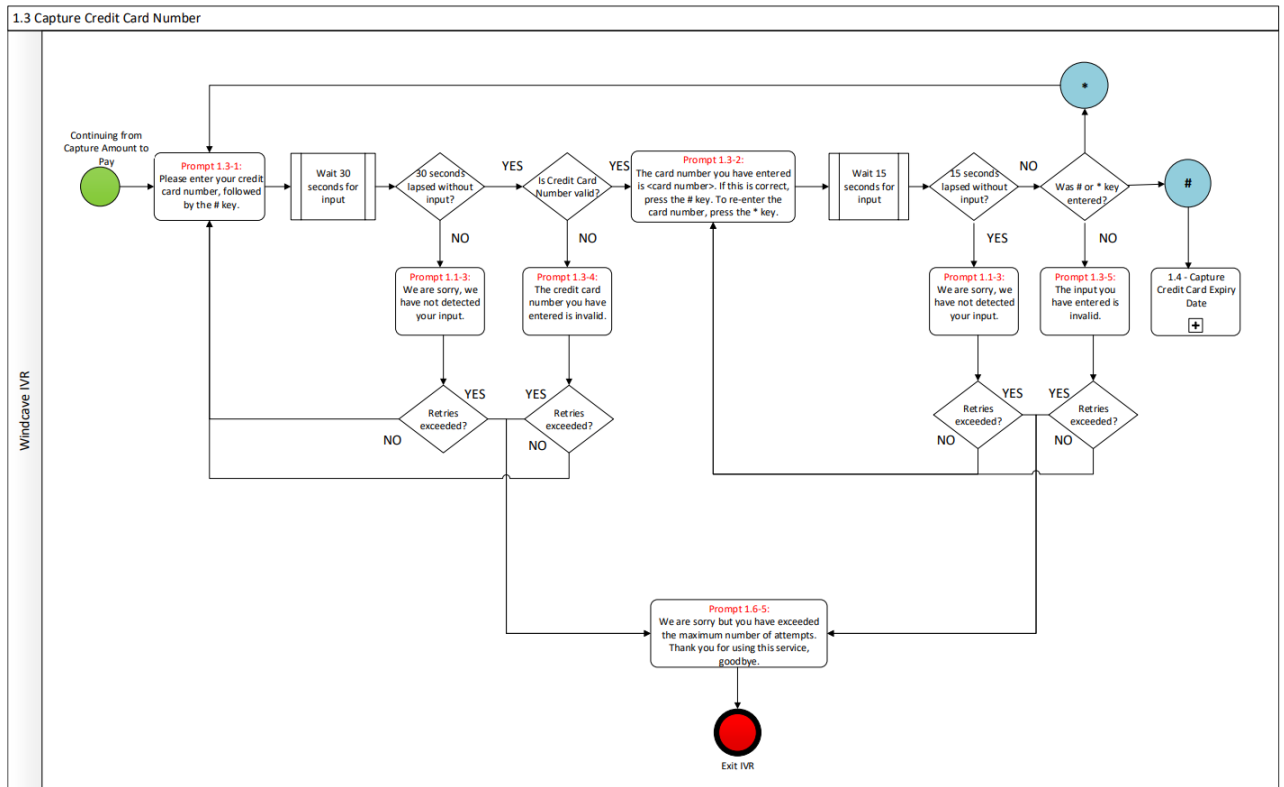 1.3 Capture Credit Card Number
Windcave IVR
Continuing from
Capture Amount to
Pay
Prompt 1.3-1:
Please enter your credit
card number, followed
by the # key.
Wait 30
seconds for
input
30 seconds
lapsed without
input?
YES
NO
Is Credit Card
Number valid?
YES
NO
Prompt 1.3-2:
The card number you have entered
is <card number>. If this is correct,
press the # key. To re-enter the
card number, press the * key.
Wait 15
seconds for
input
15 seconds
lapsed without
input?
NO
YES
Was # or * key
entered?
NO
*
#
Prompt 1.1-3:
We are sorry, we
have not detected
your input.
Prompt 1.3-4:
The credit card
number you have
entered is invalid.
Prompt 1.1-3:
We are sorry, we
have not detected
your input.
Prompt 1.3-5:
The input you
have entered is
invalid.
1.4 - Capture
Credit Card Expiry
Date
Retries
exceeded?
YES
NO
Retries
exceeded?
YES
NO
Retries
exceeded?
YES
NO
Retries
exceeded?
YES
NO
Prompt 1.6-5:
We are sorry but you have exceeded
the maximum number of attempts.
Thank you for using this service,
goodbye.
Exit IVR